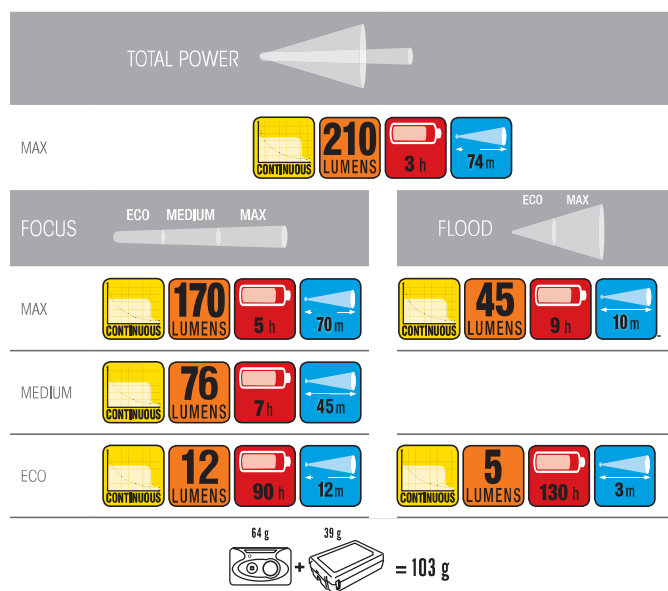 TOTAL POWER
MAX
CONTINUOUS
210
LUMENS
3 h
74 m
FOCUS
ECO MEDIUM MAX
FLOOD
ECO MAX
MAX
CONTINUOUS
170
LUMENS
5 h
70 m
CONTINUOUS
45
LUMENS
9 h
10 m
MEDIUM
CONTINUOUS
76
LUMENS
7 h
45 m
ECO
CONTINUOUS
12
LUMENS
90 h
12 m
CONTINUOUS
5
LUMENS
130 h
3 m
64 g
39 g
+
= 103 g